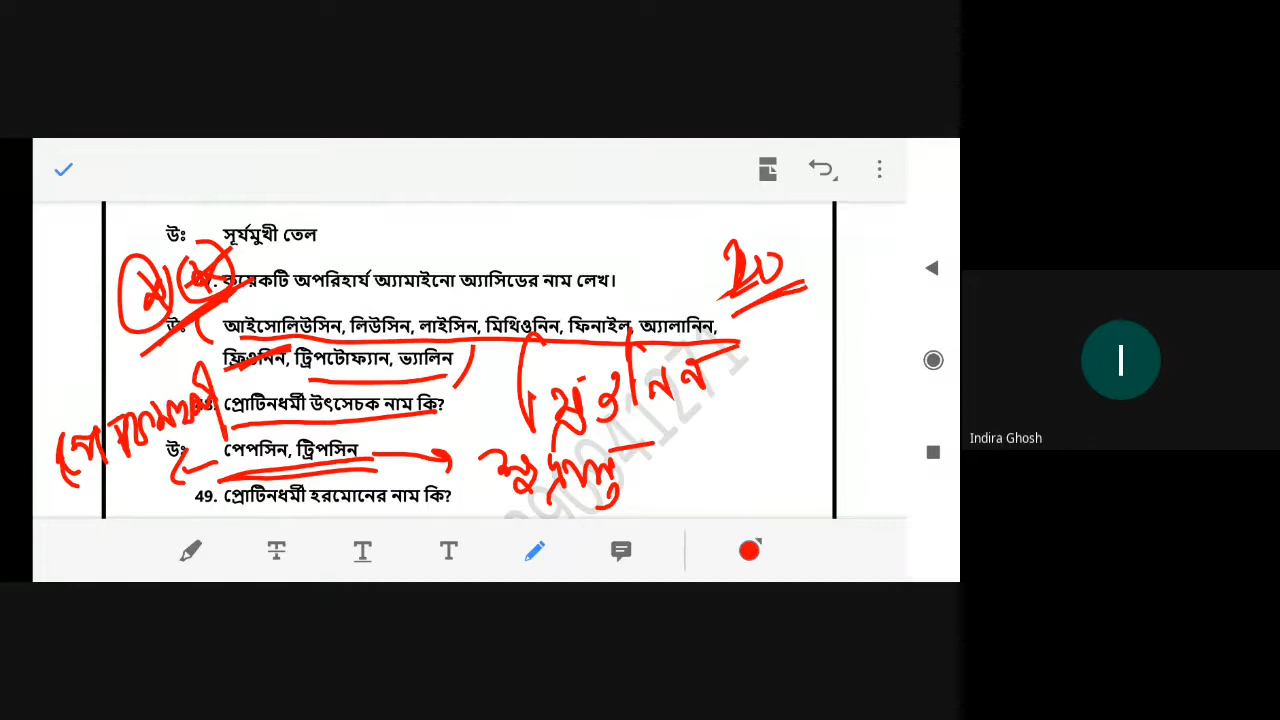 উঃ সূর্যমুখী তেল
কয়েকটি অপরিহার্য অ্যামাইনো অ্যাসিডের নাম লেখ।
20
উঃ আইসোলিউসিন, লিউসিন, লাইসিন, মিথিওনিন, ফিনাইল, অ্যালানিন,
ফ্রিওনিন, ট্রিপটোফ্যান, ভ্যালিন
প্রোটিনধর্মী উৎসেচক নাম কি?
উঃ পেপসিন, ট্রিপসিন
49. প্রোটিনধর্মী হরমোনের নাম কি?
I
Indira Ghosh